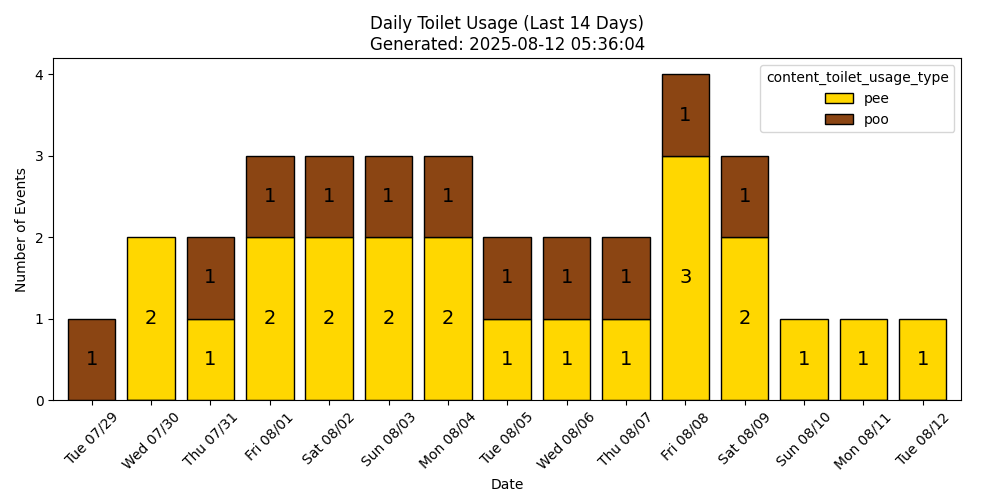 Daily Toilet Usage (Last 14 Days)
Generated: 2025-08-12 05:36:04
content_toilet_usage_type
pee
poo
Number of Events
4
3
2
1
0
1
2
1
1
1
2
1
2
1
2
1
2
1
1
1
1
1
1
1
3
1
2
1
1
1
Tue 07/29
Wed 07/30
Thu 07/31
Fri 08/01
Sat 08/02
Sun 08/03
Mon 08/04
Tue 08/05
Wed 08/06
Thu 08/07
Fri 08/08
Sat 08/09
Sun 08/10
Mon 08/11
Tue 08/12
Date